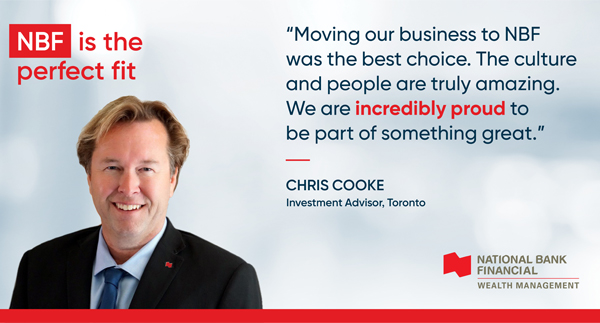 NBF is the
perfect fit
“Moving our business to NBF
was the best choice. The culture
and people are truly amazing.
We are incredibly proud to
be part of something great.”
CHRIS COOKE
Investment Advisor, Toronto
NATIONAL BANK
FINANCIAL
WEALTH MANAGEMENT